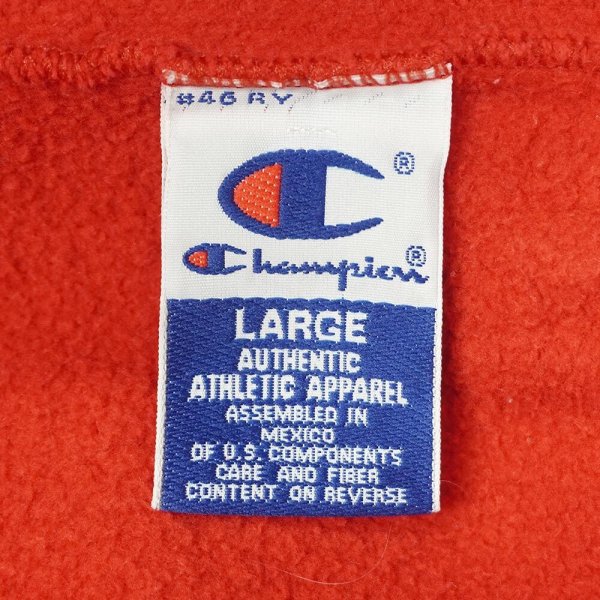 #46 RY
C ®
Champion ®
LARGE
AUTHENTIC
ATHLETIC APPAREL
ASSEMBLED IN
MEXICO
OF U.S. COMPONENTS
CARE AND FIBER
CONTENT ON REVERSE